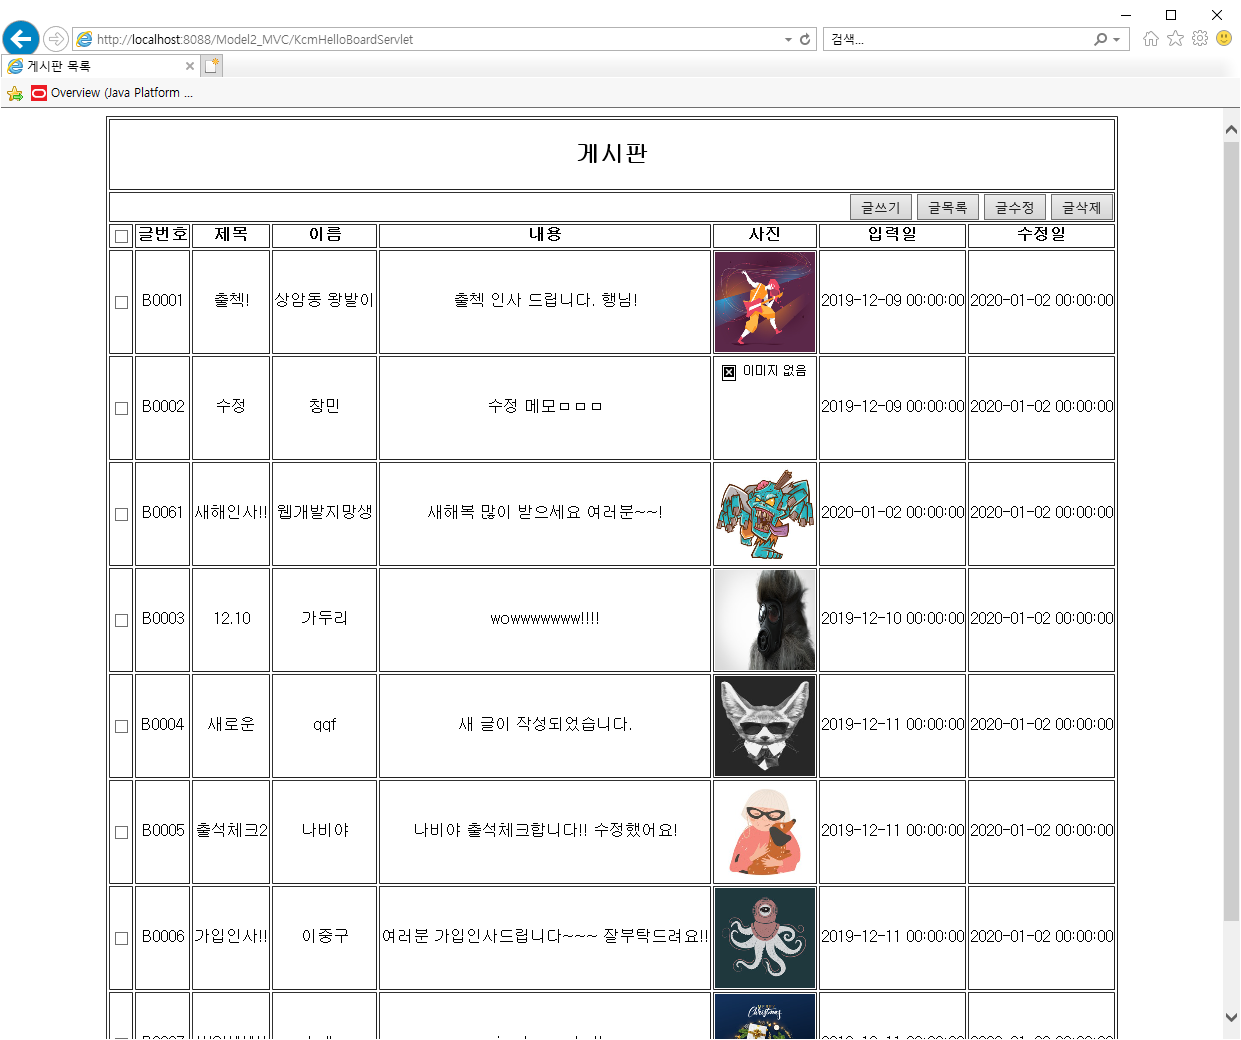 http://localhost:8088/Model2_MVC/KcmHelloBoardServlet
검색...
게시판 목록
Overview (Java Platform ...
게시판
글쓰기 글목록 글수정 글삭제
글번호 제목 이름 내용 사진 입력일 수정일
B0001 출첵! 상암동 왕발이 출첵 인사 드립니다. 행님! 2019-12-09 00:00:00 2020-01-02 00:00:00
B0002 수정 창민 수정 메모ㅁㅁㅁ 이미지 없음 2019-12-09 00:00:00 2020-01-02 00:00:00
B0061 새해인사!! 웹개발지망생 새해복 많이 받으세요 여러분~~! 2020-01-02 00:00:00 2020-01-02 00:00:00
B0003 12.10 가두리 wowwwwwww!!!! 2019-12-10 00:00:00 2020-01-02 00:00:00
B0004 새로운 qqf 새 글이 작성되었습니다. 2019-12-11 00:00:00 2020-01-02 00:00:00
B0005 출석체크2 나비야 나비야 출석체크합니다!! 수정했어요! 2019-12-11 00:00:00 2020-01-02 00:00:00
B0006 가입인사!! 이중구 여러분 가입인사드립니다~~~ 잘부탁드려요!! 2019-12-11 00:00:00 2020-01-02 00:00:00
Christmas